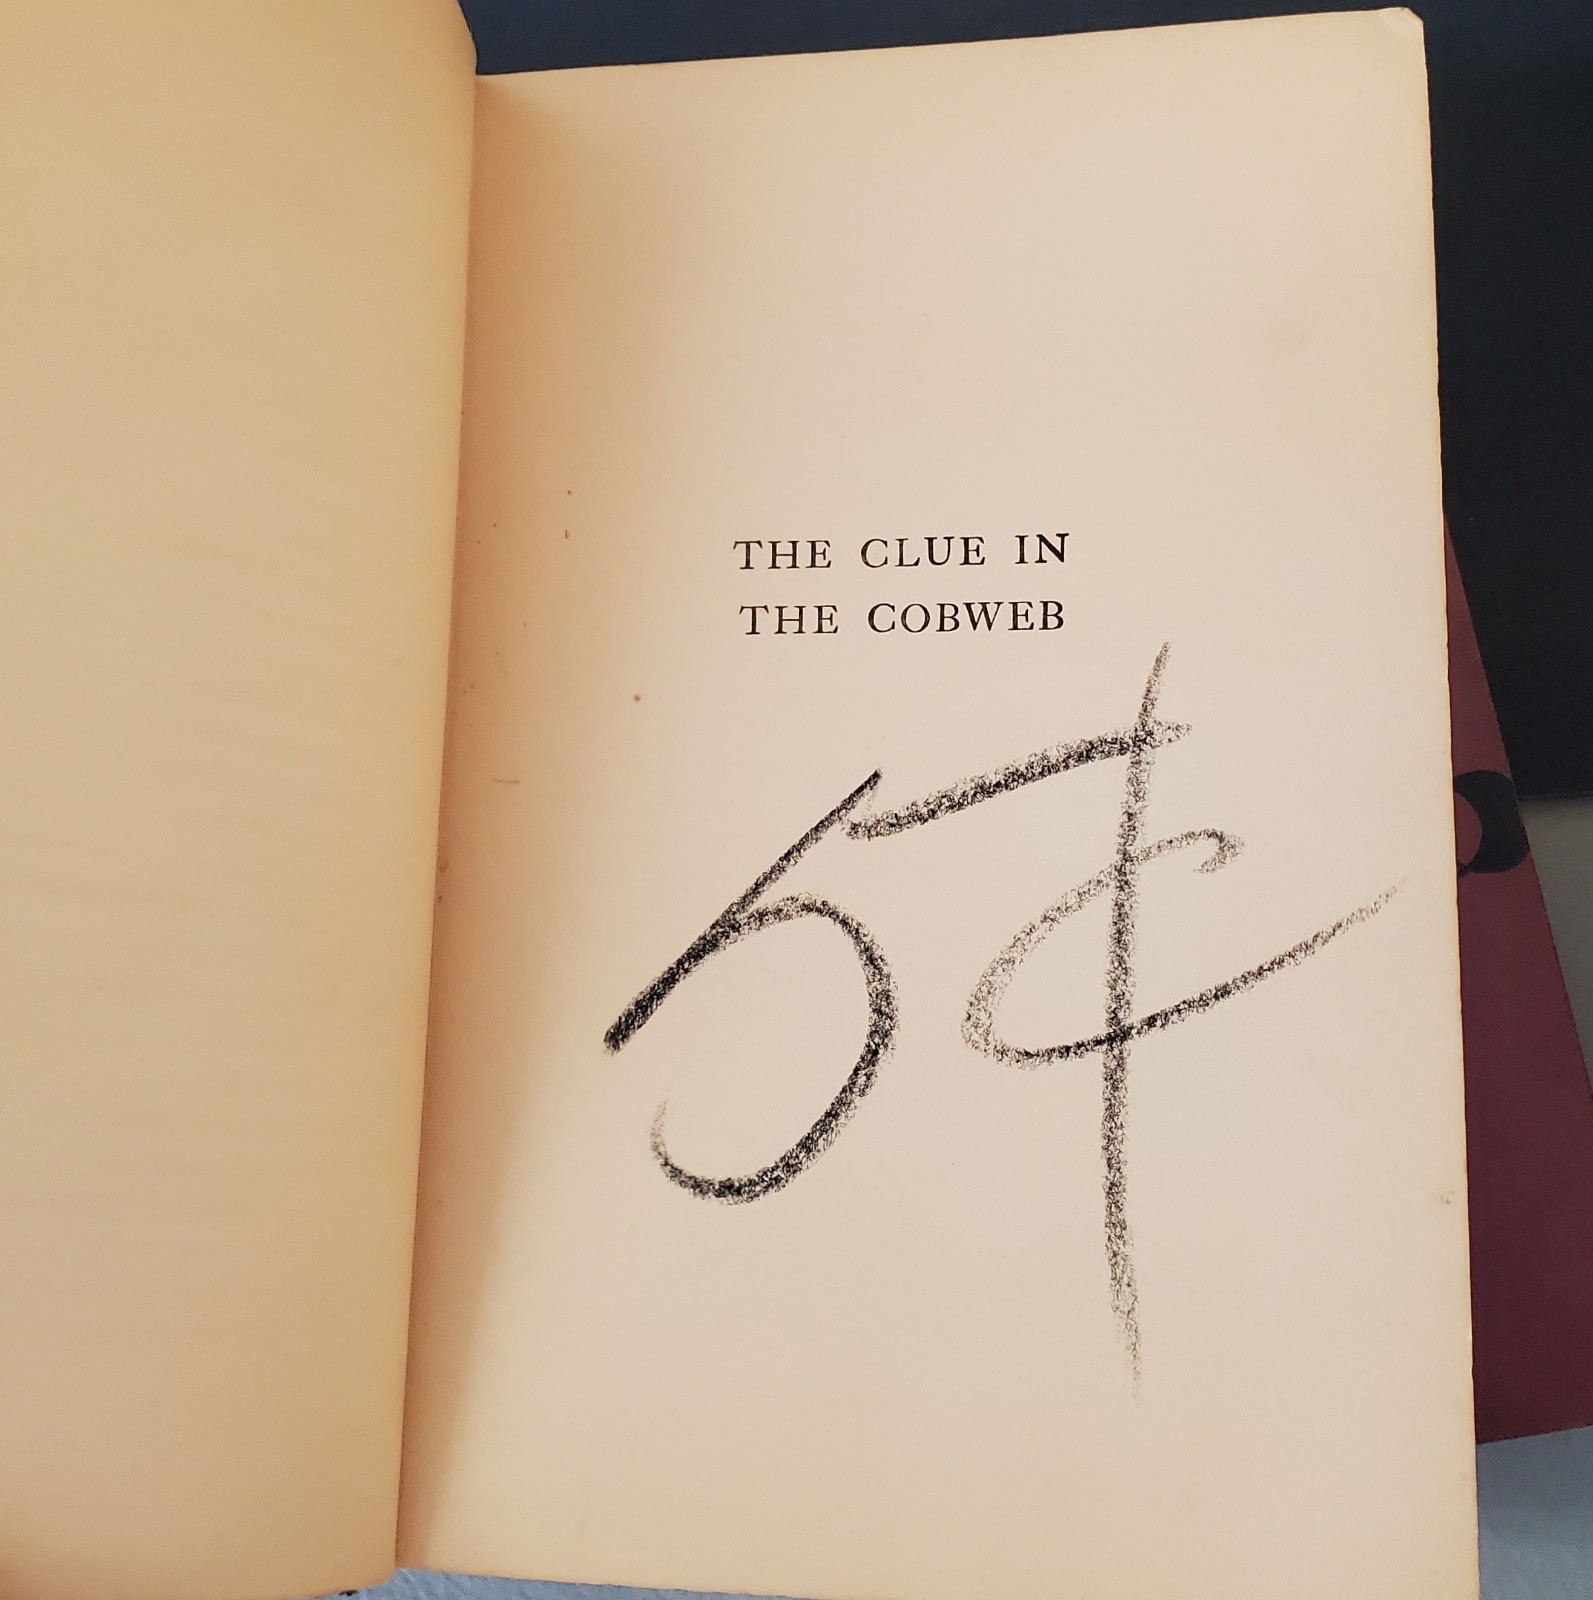 THE CLUE IN
THE COBWEB
5¢